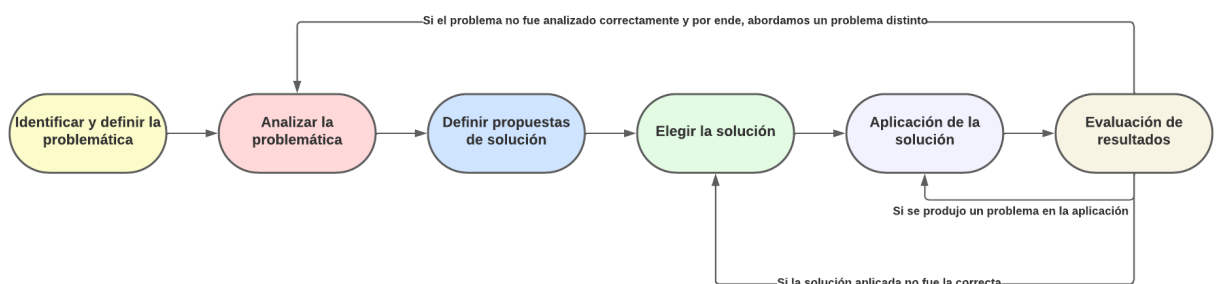 Si el problema no fue analizado correctamente y por ende, abordamos un problema distinto
Identificar y definir la
problemática
Analizar la
problemática
Definir propuestas
de solución
Elegir la solución
Aplicación de la
solución
Evaluación de
resultados
Si se produjo un problema en la aplicación
Si la solución aplicada no fue la correcta